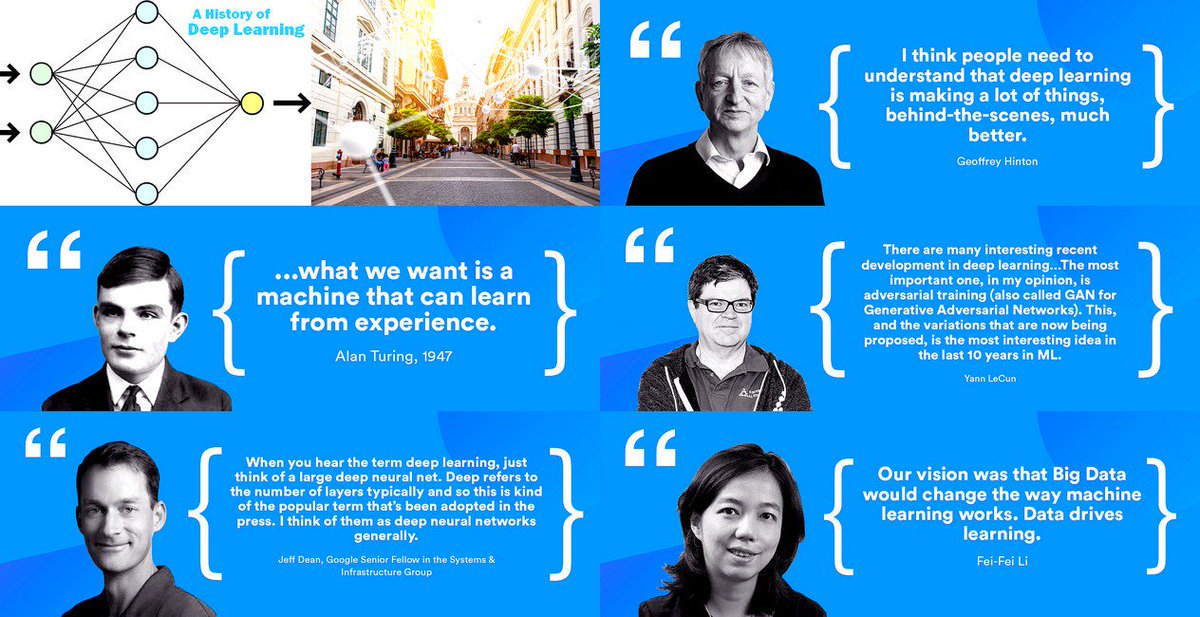 A History of
Deep Learning
I think people need to
understand that deep learning
is making a lot of things,
behind-the-scenes, much
better.
Geoffrey Hinton
...what we want is a
machine that can learn
from experience.
Alan Turing, 1947
There are many interesting recent
development in deep learning...The most
important one, in my opinion, is
adversarial training (also called GAN for
Generative Adversarial Networks). This,
and the variations that are now being
proposed, is the most interesting idea in
the last 10 years in ML.
Yann LeCun
When you hear the term deep learning, just
think of a large deep neural net. Deep refers to
the number of layers typically and so this is kind
of the popular term that's been adopted in the
press. I think of them as deep neural networks
generally.
Jeff Dean, Google Senior Fellow in the Systems &
Infrastructure Group
Our vision was that Big Data
would change the way machine
learning works. Data drives
learning.
Fei-Fei Li